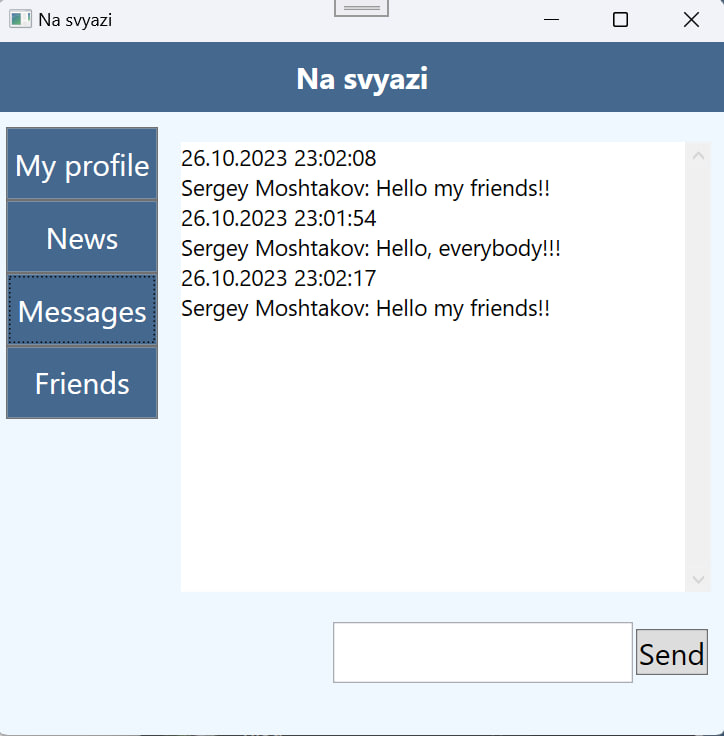 Na svyazi
Na svyazi
My profile
News
Messages
Friends
26.10.2023 23:02:08
Sergey Moshtakov: Hello my friends!!
26.10.2023 23:01:54
Sergey Moshtakov: Hello, everybody!!!
26.10.2023 23:02:17
Sergey Moshtakov: Hello my friends!!
Send